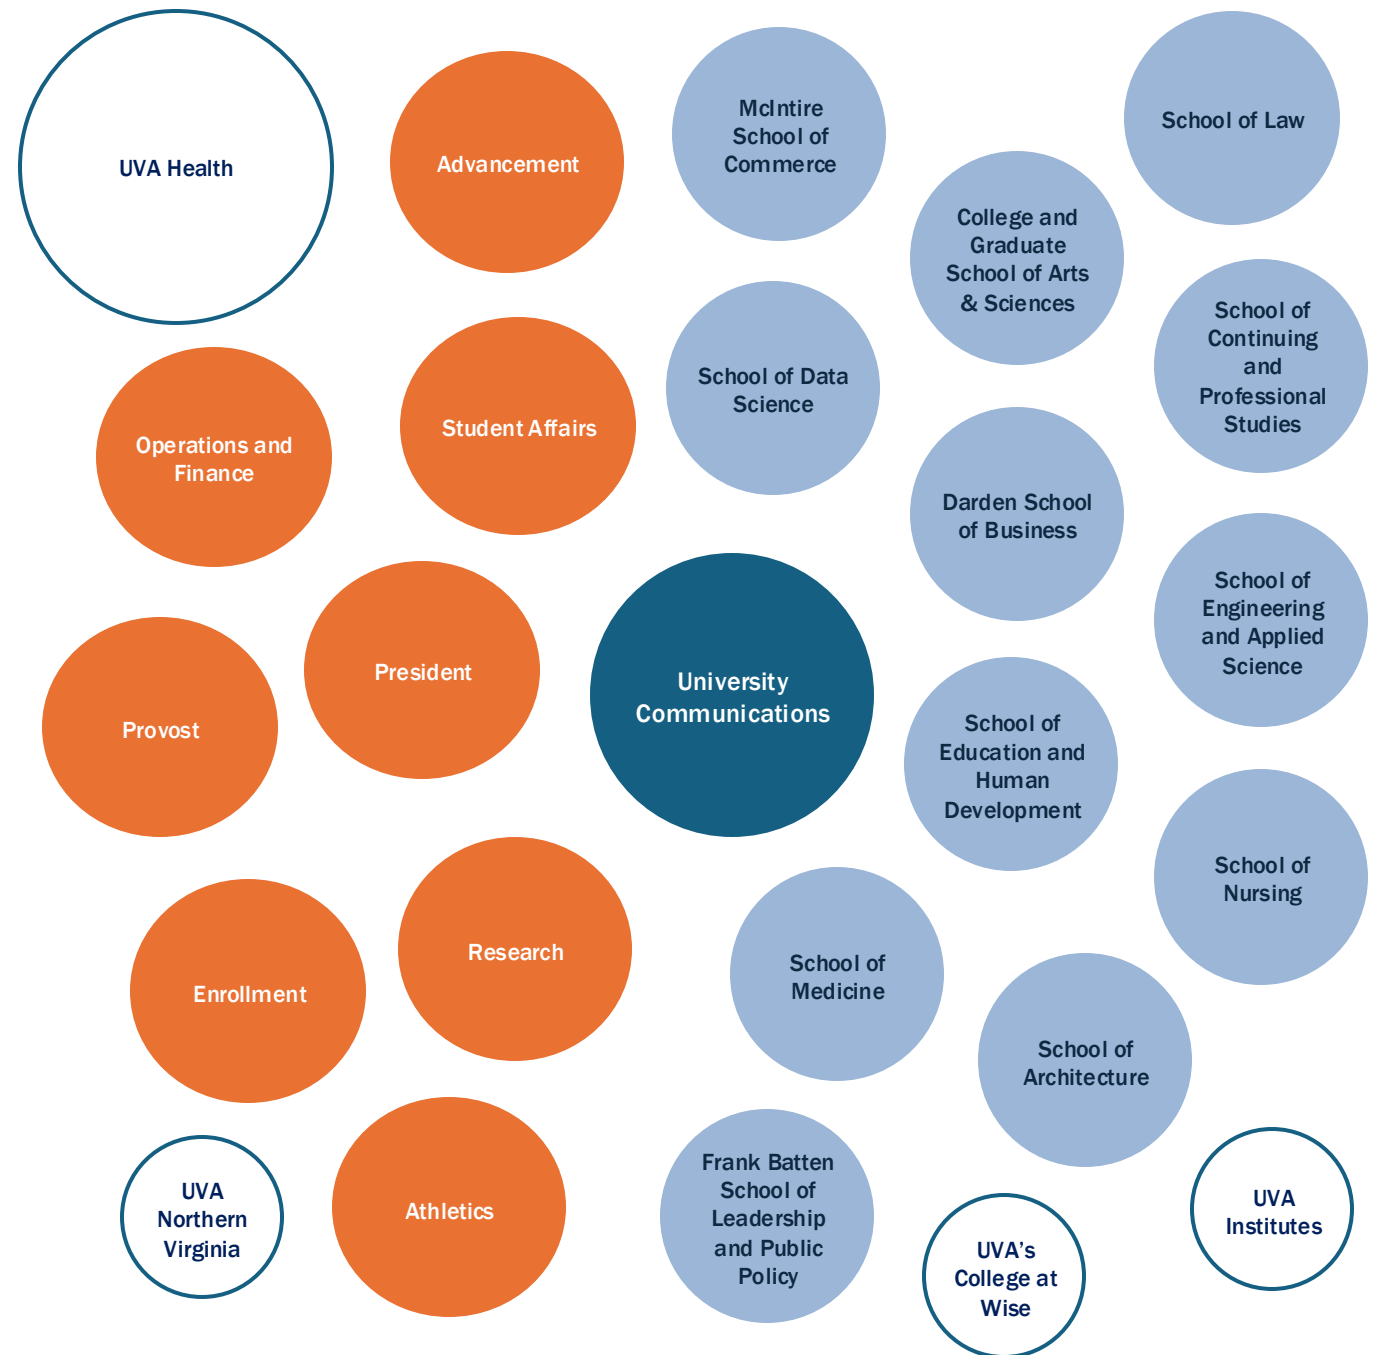 UVA Health
Advancement
McIntire
School of
Commerce
School of Law
College and
Graduate
School of Arts
& Sciences
School of
Continuing
and
Professional
Studies
School of Data
Science
Student Affairs
Operations and
Finance
Darden School
of Business
School of
Engineering
and Applied
Science
President
University
Communications
Provost
School of
Education and
Human
Development
School of
Nursing
Research
Enrollment
School of
Medicine
School of
Architecture
UVA
Northern
Virginia
Athletics
Frank Batten
School of
Leadership
and Public
Policy
UVA’s
College at
Wise
UVA
Institutes